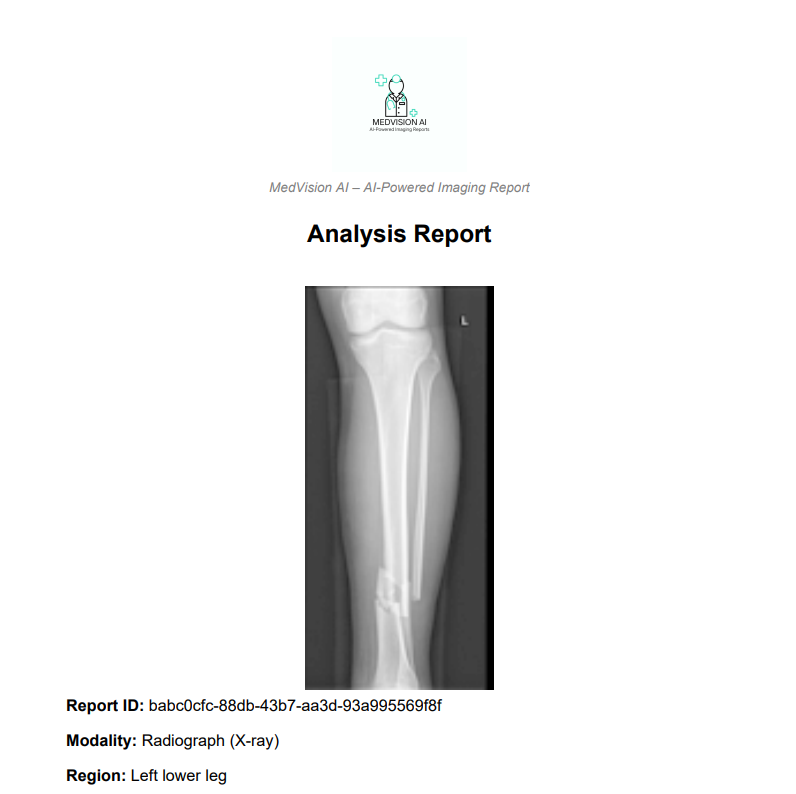 MEDVISION AI
AI-Powered Imaging Reports
MedVision AI – AI-Powered Imaging Report
Analysis Report
L
Report ID: babc0cfc-88db-43b7-aa3d-93a995569f8f
Modality: Radiograph (X-ray)
Region: Left lower leg